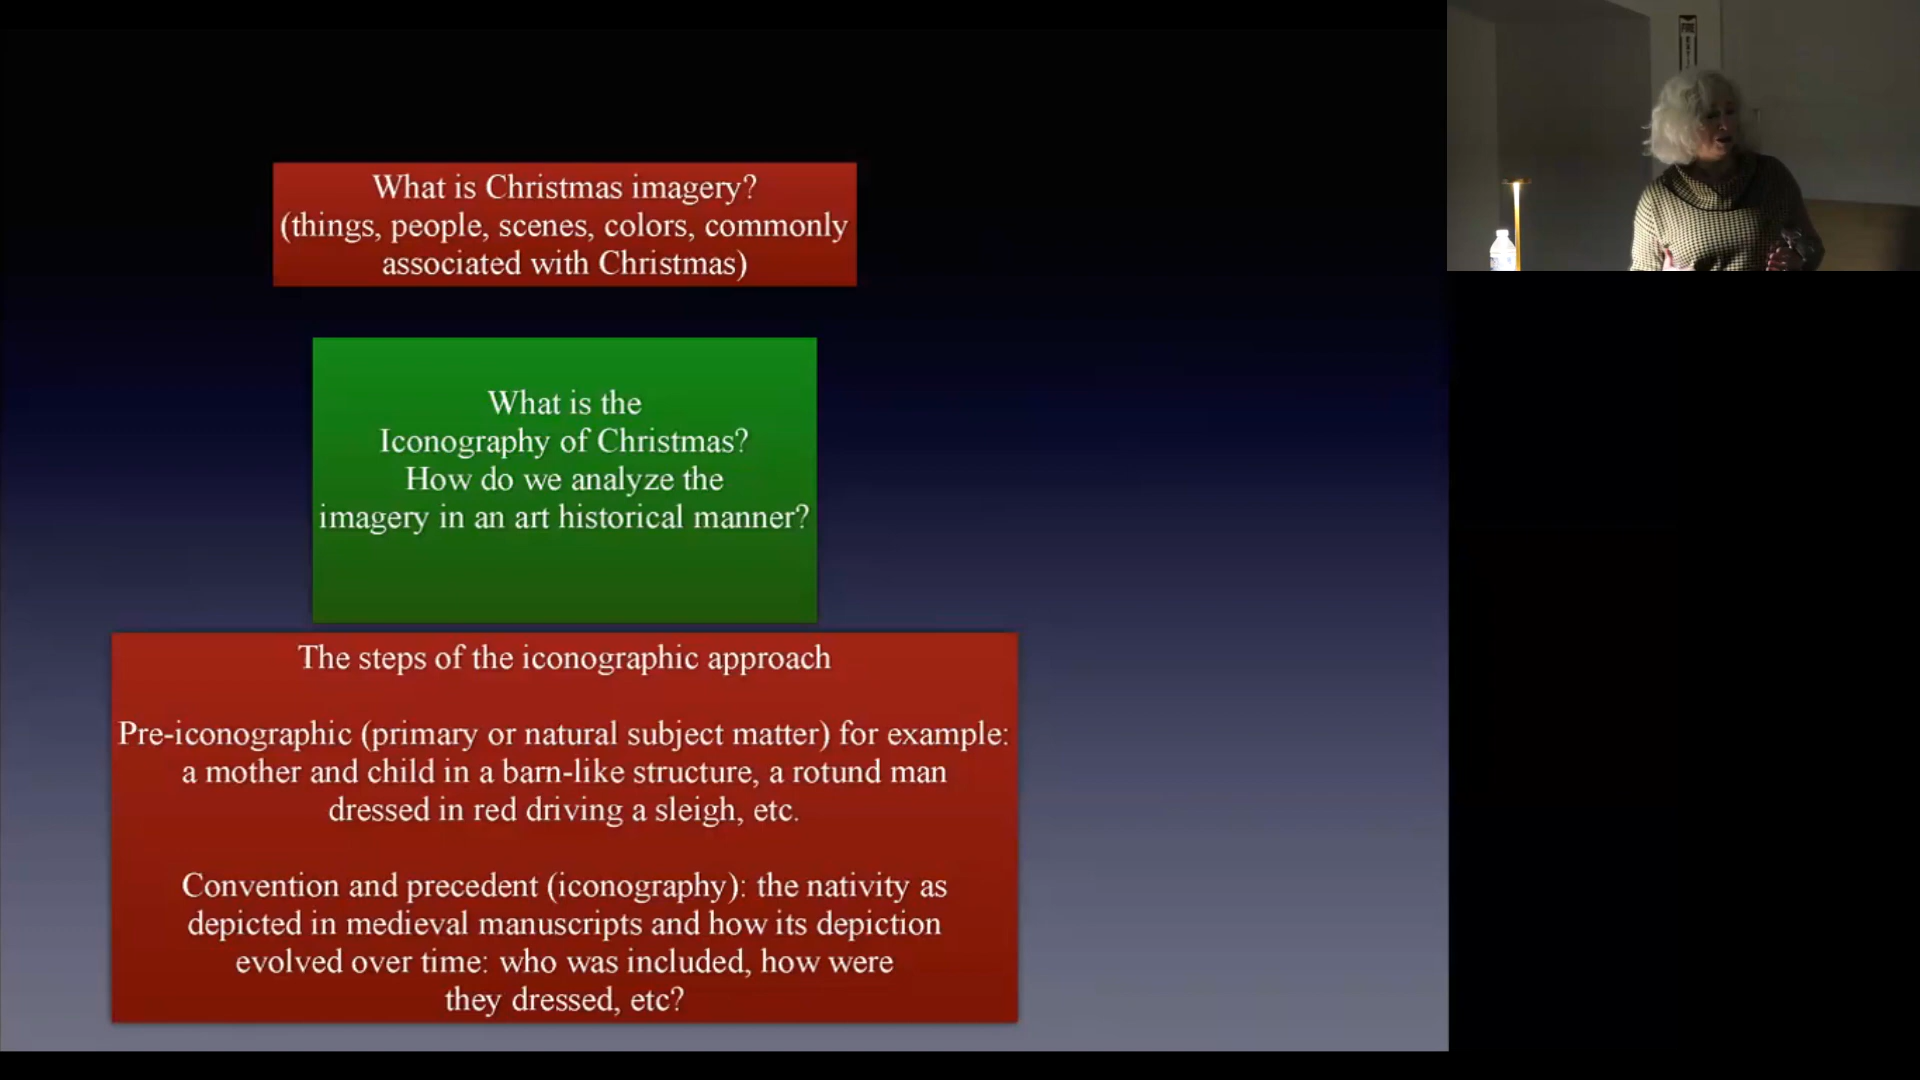 What is Christmas imagery?
(things, people, scenes, colors, commonly
associated with Christmas)
What is the
Iconography of Christmas?
How do we analyze the
imagery in an art historical manner?
The steps of the iconographic approach
Pre-iconographic (primary or natural subject matter) for example:
a mother and child in a barn-like structure, a rotund man
dressed in red driving a sleigh, etc.
Convention and precedent (iconography): the nativity as
depicted in medieval manuscripts and how its depiction
evolved over time: who was included, how were
they dressed, etc?
FIRE